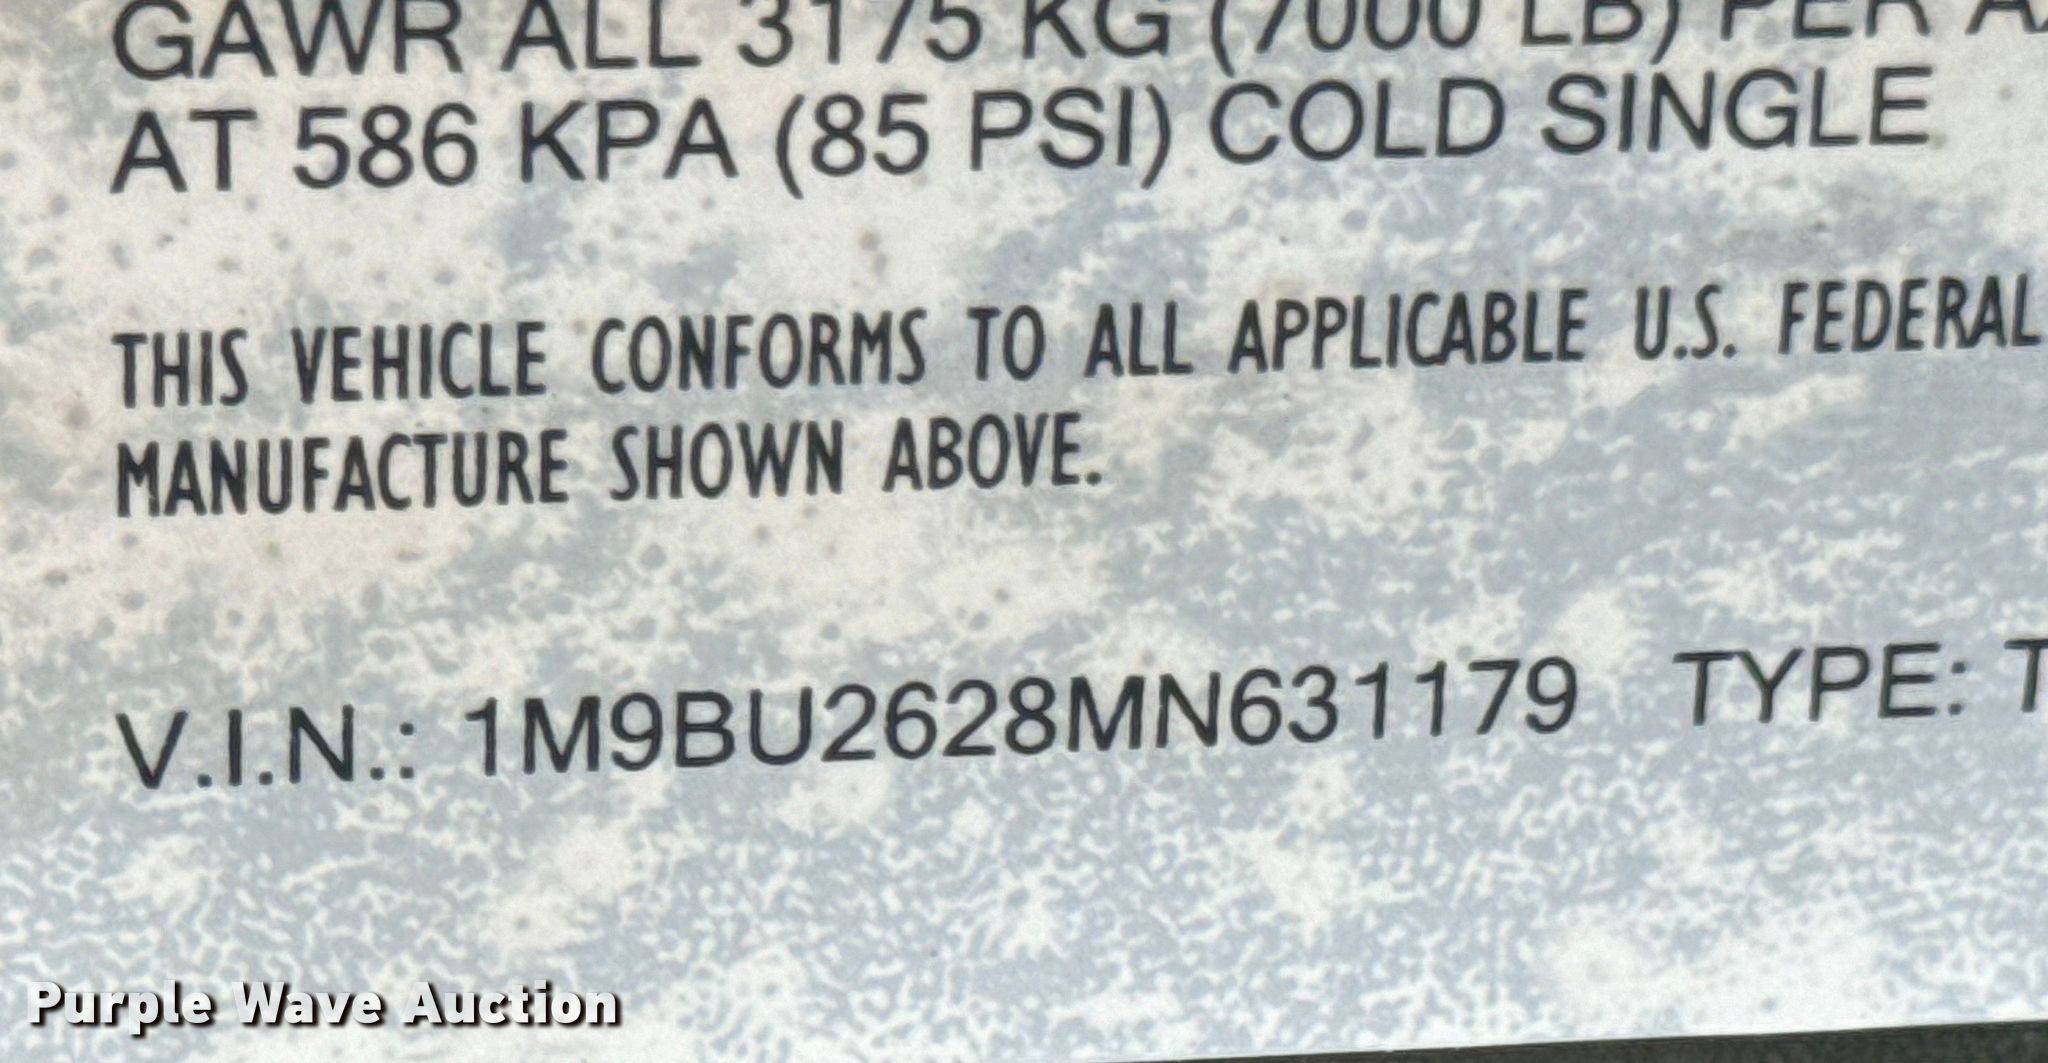 GAWR ALL 3175 KG (7000 LB) PER
AT 586 KPA (85 PSI) COLD SINGLE
THIS VEHICLE CONFORMS TO ALL APPLICABLE U.S. FEDERAL
MANUFACTURE SHOWN ABOVE.
V.I.N.: 1M9BU2628MN631179 TYPE: T
Purple Wave Auction